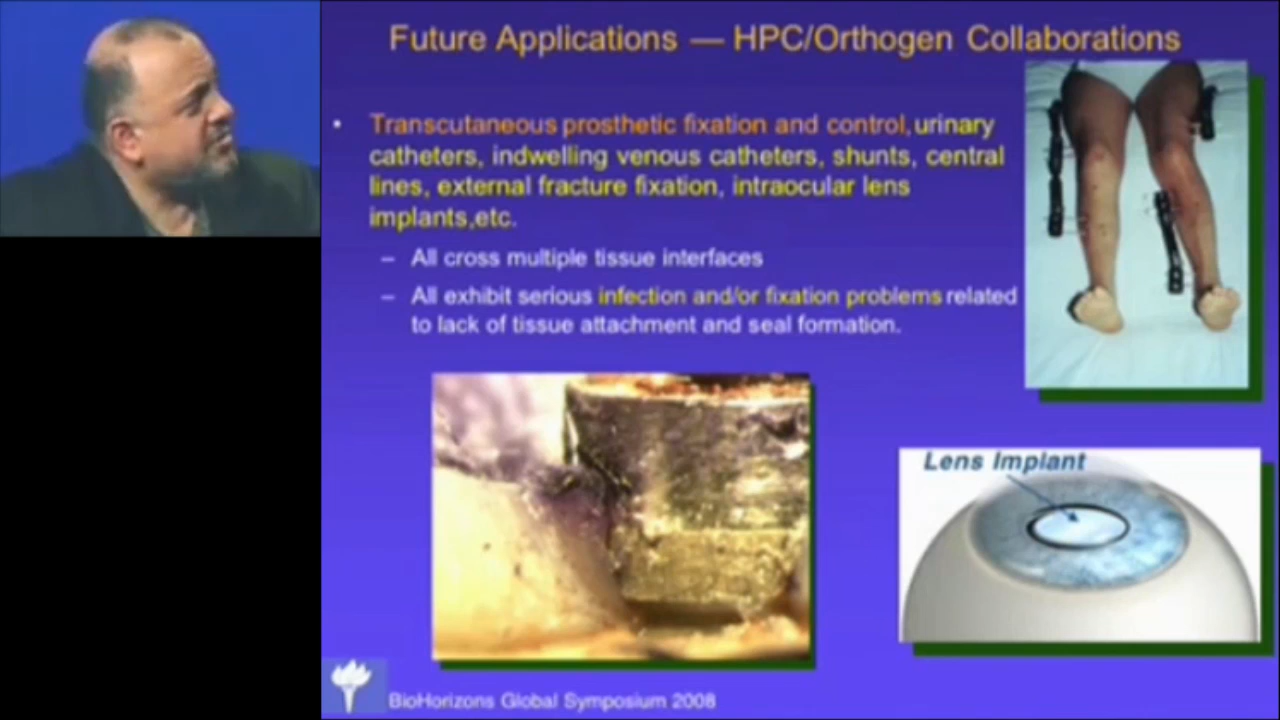 Future Applications — HPC/Orthogen Collaborations
• Transcutaneous prosthetic fixation and control, urinary
catheters, indwelling venous catheters, shunts, central
lines, external fracture fixation, intraocular lens
implants,etc.
– All cross multiple tissue interfaces
– All exhibit serious infection and/or fixation problems related
to lack of tissue attachment and seal formation.
Lens Implant
BioHorizons Global Symposium 2008